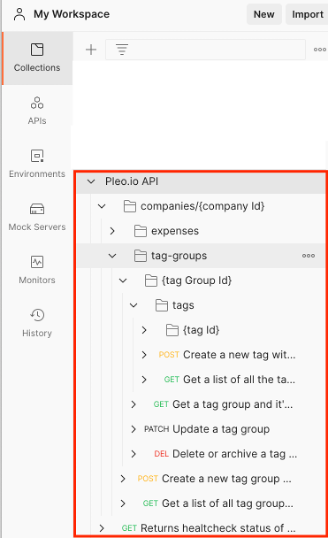 My Workspace
New
Import
Collections
APIs
Environments
Mock Servers
Monitors
History
Pleo.io API
companies/{company Id}
expenses
tag-groups
{tag Group Id}
tags
{tag Id}
POST Create a new tag wit...
GET Get a list of all the ta...
GET Get a tag group and it'...
PATCH Update a tag group
DEL Delete or archive a tag ...
POST Create a new tag group ...
GET Get a list of all tag group...
GET Returns healtcheck status of ...